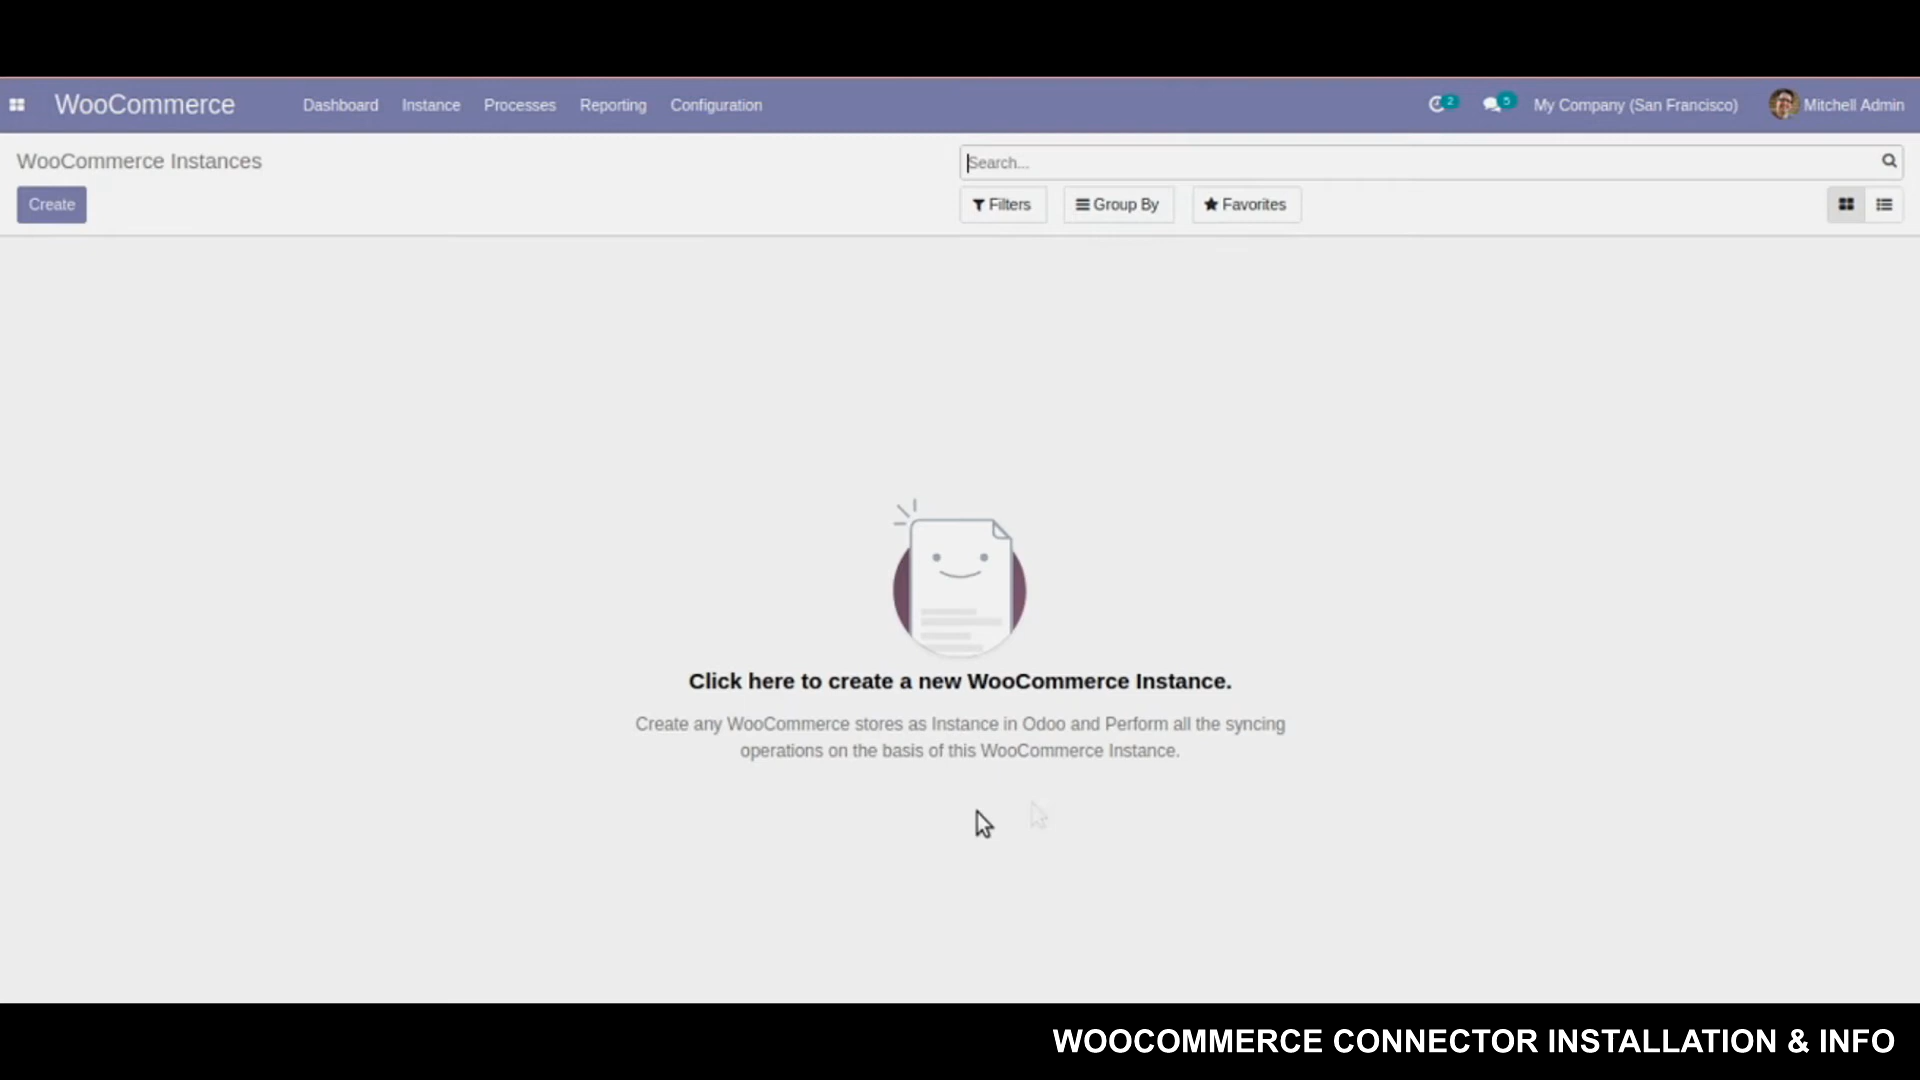 WooCommerce
Dashboard
Instance
Processes
Reporting
Configuration
2
5
My Company (San Francisco)
Mitchell Admin
WooCommerce Instances
Search...
Create
Filters
Group By
Favorites
Click here to create a new WooCommerce Instance.
Create any WooCommerce stores as Instance in Odoo and Perform all the syncing
operations on the basis of this WooCommerce Instance.
WOOCOMMERCE CONNECTOR INSTALLATION & INFO